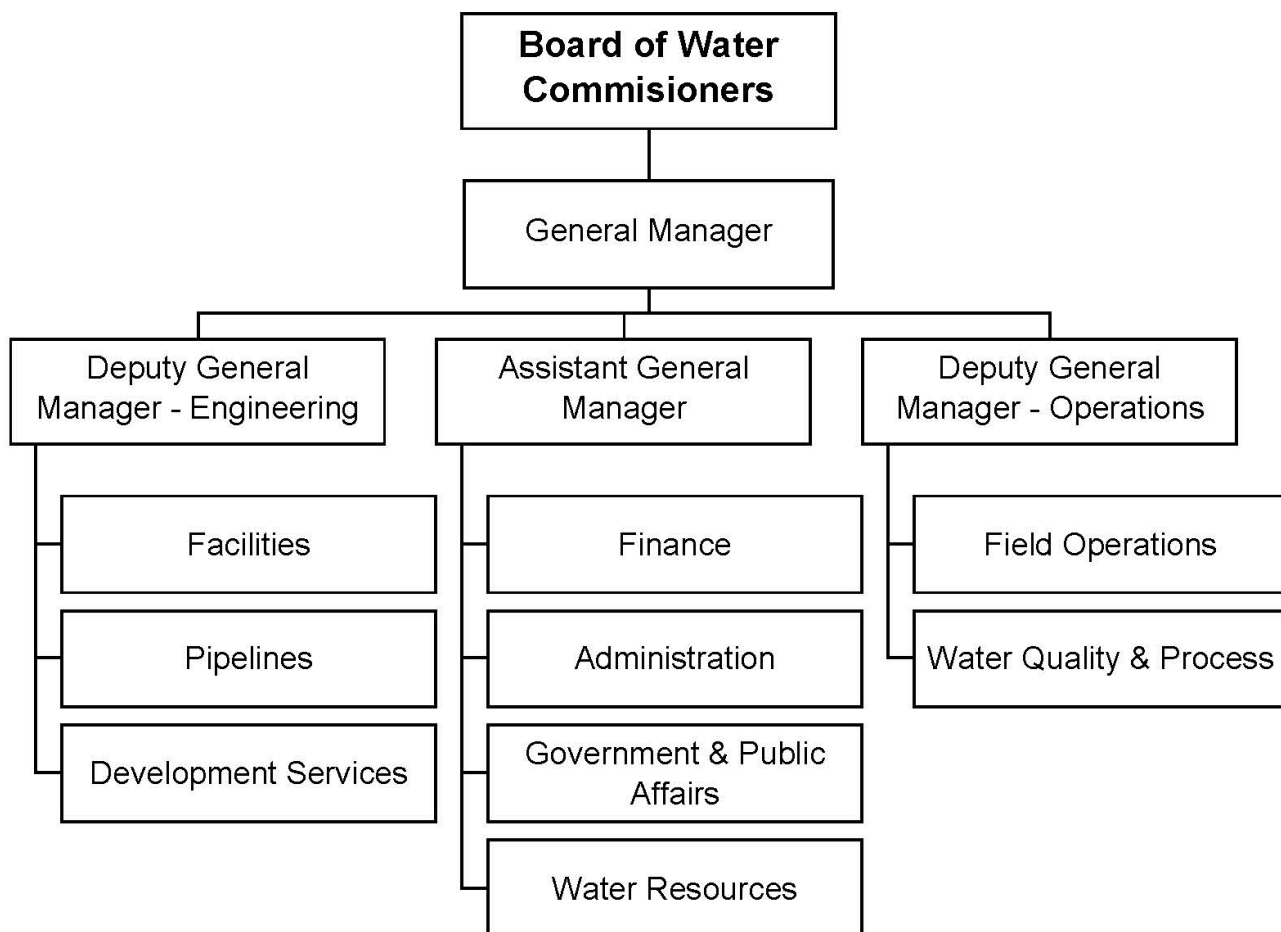 Board of Water
Commisioners
General Manager
Deputy General
Manager - Engineering
Assistant General
Manager
Deputy General
Manager - Operations
Facilities
Finance
Field Operations
Pipelines
Administration
Water Quality & Process
Development Services
Government & Public
Affairs
Water Resources